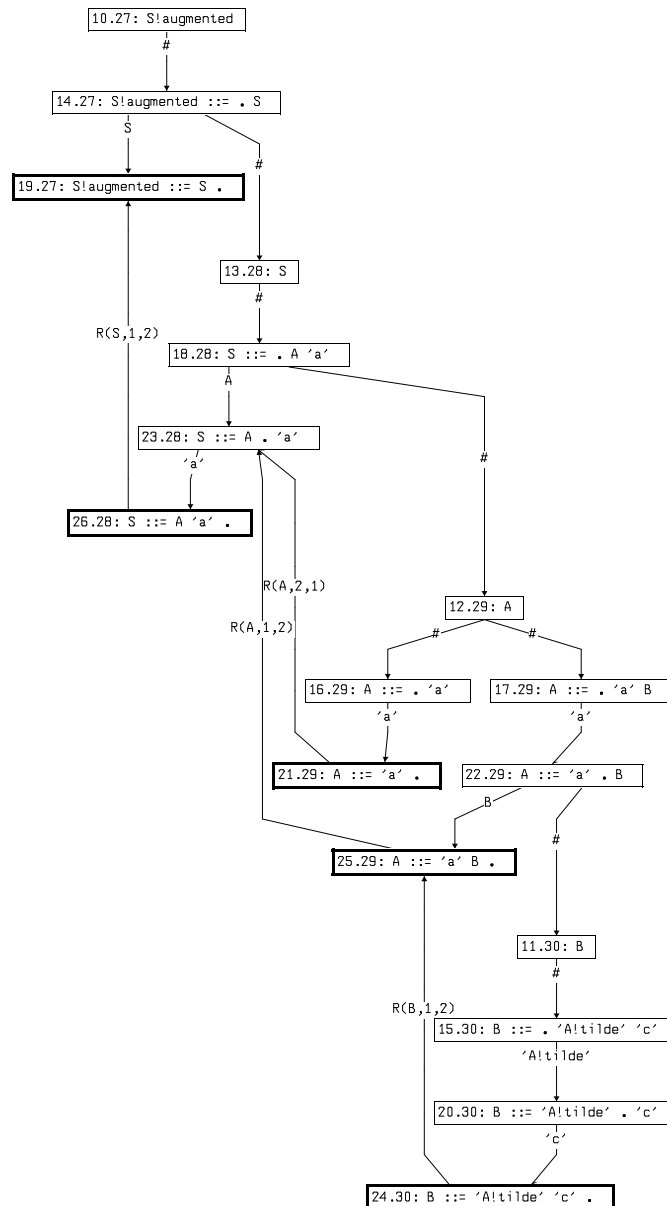 10.27: S!augmented
#
14.27: S!augmented ::= . S
S
#
19.27: S!augmented ::= S .
13.28: S
#
R(S,1,2)
18.28: S ::= . A 'a'
A
23.28: S ::= A . 'a'
#
'a'
26.28: S ::= A 'a' .
R(A,2,1)
12.29: A
R(A,1,2)
# #
16.29: A ::= . 'a' 17.29: A ::= . 'a' B
'a' 'a'
21.29: A ::= 'a' . 22.29: A ::= 'a' . B
B
#
25.29: A ::= 'a' B .
11.30: B
#
R(B,1,2)
15.30: B ::= . 'A!tilde' 'c'
'A!tilde'
20.30: B ::= 'A!tilde' . 'c'
'c'
24.30: B ::= 'A!tilde' 'c' .